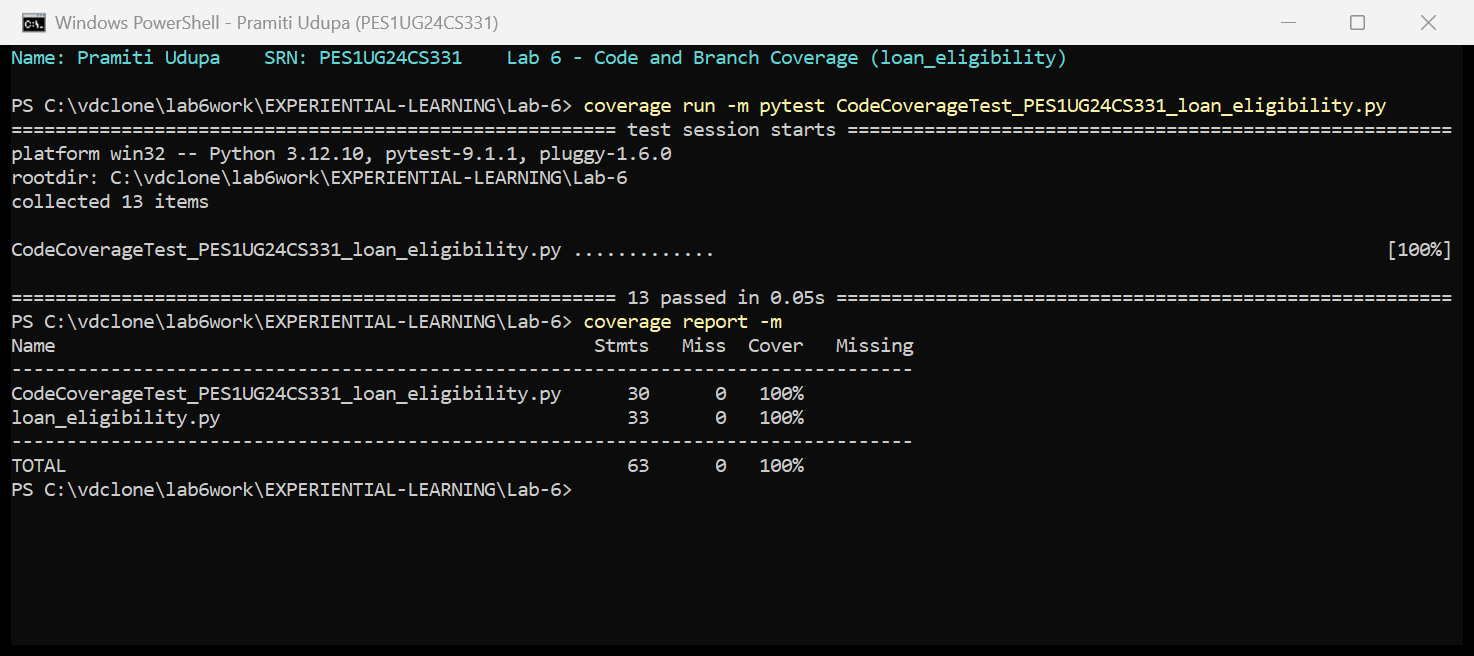 Windows PowerShell - Pramiti Udupa (PES1UG24CS331)
Name: Pramiti Udupa    SRN: PES1UG24CS331    Lab 6 - Code and Branch Coverage (loan_eligibility)
PS C:\vdclone\lab6work\EXPERIENTIAL-LEARNING\Lab-6> coverage run -m pytest CodeCoverageTest_PES1UG24CS331_loan_eligibility.py
======================================================= test session starts =======================================================
platform win32 -- Python 3.12.10, pytest-9.1.1, pluggy-1.6.0
rootdir: C:\vdclone\lab6work\EXPERIENTIAL-LEARNING\Lab-6
collected 13 items
CodeCoverageTest_PES1UG24CS331_loan_eligibility.py .............                                                             [100%]
======================================================= 13 passed in 0.05s ========================================================
PS C:\vdclone\lab6work\EXPERIENTIAL-LEARNING\Lab-6> coverage report -m
Name                                                 Stmts   Miss  Cover   Missing
----------------------------------------------------------------------------------
CodeCoverageTest_PES1UG24CS331_loan_eligibility.py      30      0   100%
loan_eligibility.py                                     33      0   100%
----------------------------------------------------------------------------------
TOTAL                                                   63      0   100%
PS C:\vdclone\lab6work\EXPERIENTIAL-LEARNING\Lab-6>